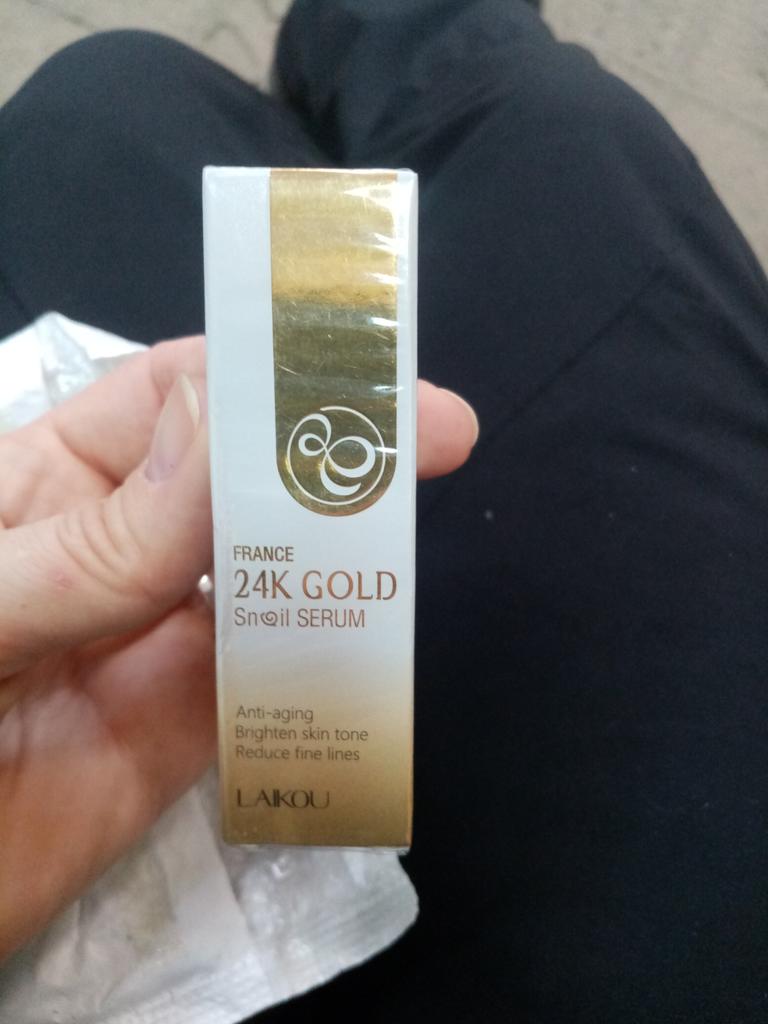 FRANCE
24K GOLD
Snail SERUM
Anti-aging
Brighten skin tone
Reduce fine lines
LAIKOU